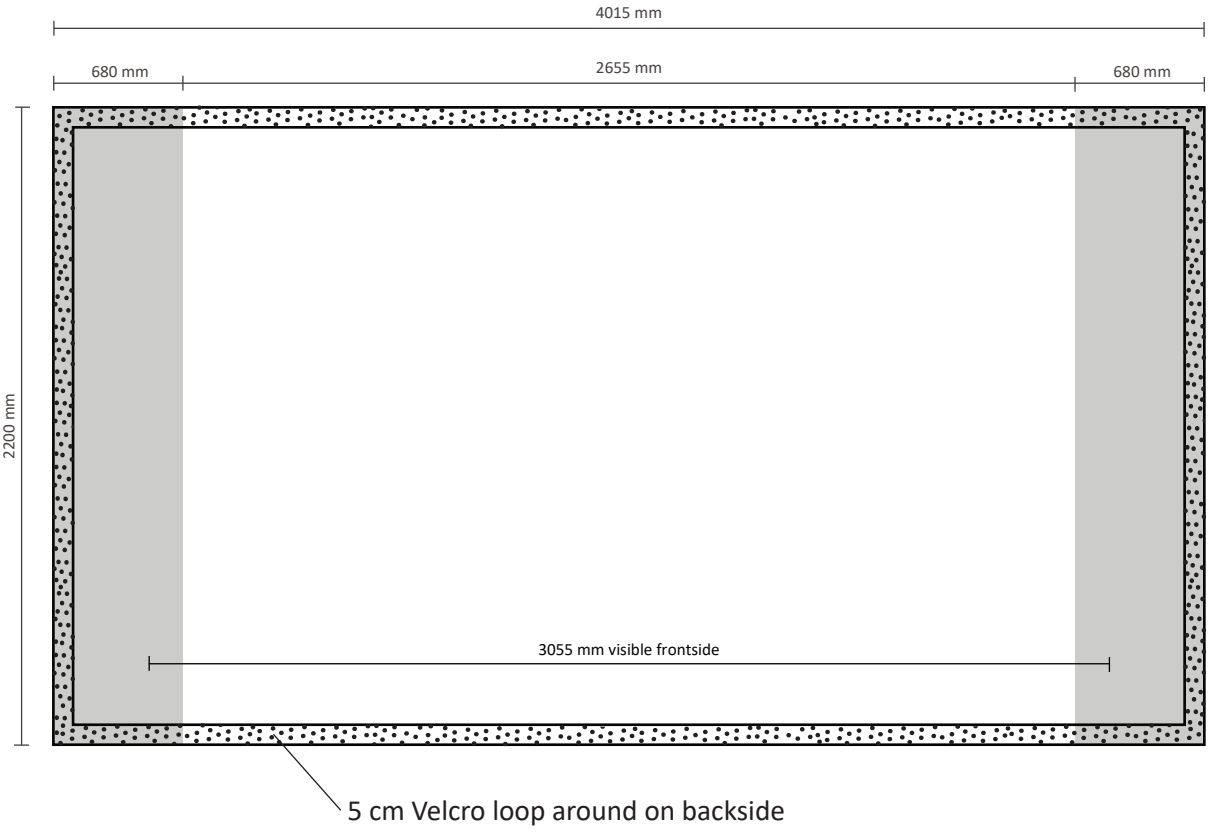 4015 mm
680 mm
2655 mm
680 mm
2200 mm
3055 mm visible frontside
5 cm Velcro loop around on backside